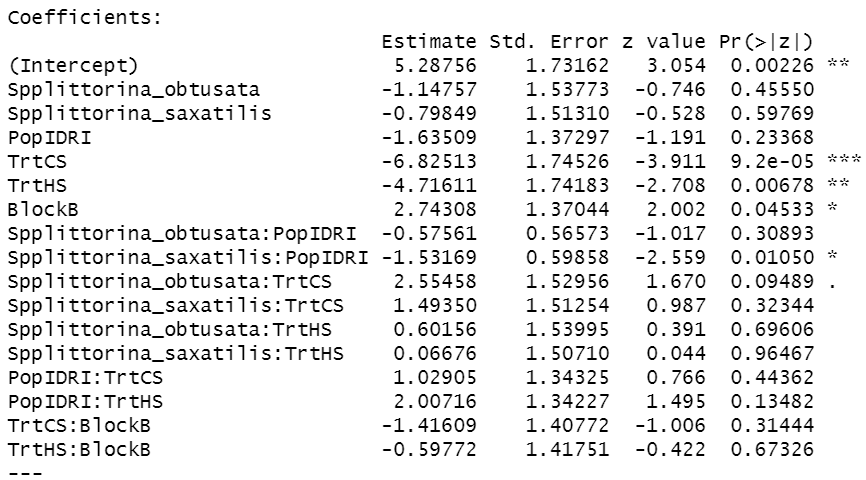 Coefficients:
Estimate Std. Error z value Pr(>|z|)
(Intercept) 5.28756 1.73162 3.054 0.00226 **
Spplittorina_obtusata -1.14757 1.53773 -0.746 0.45550
Spplittorina_saxatilis -0.79849 1.51310 -0.528 0.59769
PopIDRI -1.63509 1.37297 -1.191 0.23368
TrtCS -6.82513 1.74526 -3.911 9.2e-05 ***
TrtHS -4.71611 1.74183 -2.708 0.00678 **
BlockB 2.74308 1.37044 2.002 0.04533 *
Spplittorina_obtusata:PopIDRI -0.57561 0.56573 -1.017 0.30893
Spplittorina_saxatilis:PopIDRI -1.53169 0.59858 -2.559 0.01050 *
Spplittorina_obtusata:TrtCS 2.55458 1.52956 1.670 0.09489 .
Spplittorina_saxatilis:TrtCS 1.49350 1.51254 0.987 0.32344
Spplittorina_obtusata:TrtHS 0.60156 1.53995 0.391 0.69606
Spplittorina_saxatilis:TrtHS 0.06676 1.50710 0.044 0.96467
PopIDRI:TrtCS 1.02905 1.34325 0.766 0.44362
PopIDRI:TrtHS 2.00716 1.34227 1.495 0.13482
TrtCS:BlockB -1.41609 1.40772 -1.006 0.31444
TrtHS:BlockB -0.59772 1.41751 -0.422 0.67326
---